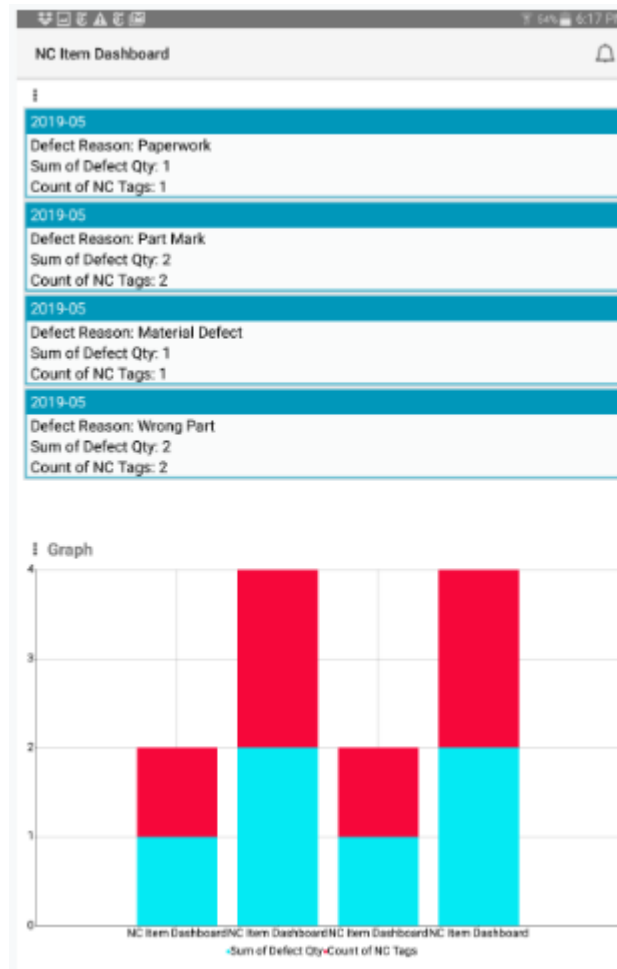 54% 6:17 PM
NC Item Dashboard
2019-05
Defect Reason: Paperwork
Sum of Defect Qty: 1
Count of NC Tags: 1
2019-05
Defect Reason: Part Mark
Sum of Defect Qty: 2
Count of NC Tags: 2
2019-05
Defect Reason: Material Defect
Sum of Defect Qty: 1
Count of NC Tags: 1
2019-05
Defect Reason: Wrong Part
Sum of Defect Qty: 2
Count of NC Tags: 2
Graph
4
3
2
1
0
NC Item Dashboard NC Item Dashboard NC Item Dashboard NC Item Dashboard
Sum of Defect Qty Count of NC Tags